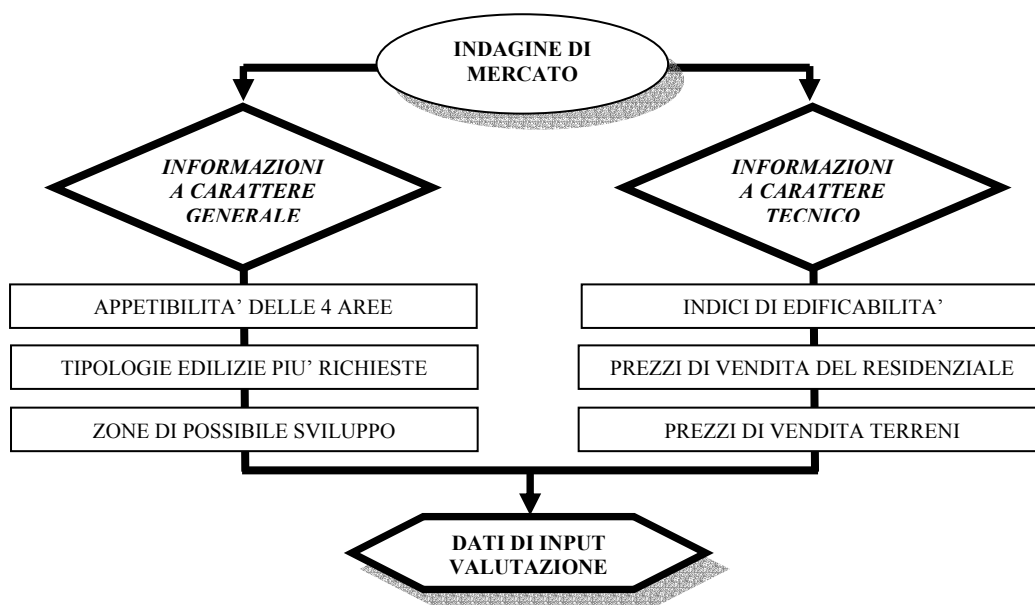 INDAGINE DI
MERCATO
INFORMAZIONI
A CARATTERE
GENERALE
INFORMAZIONI
A CARATTERE
TECNICO
APPETIBILITA’ DELLE 4 AREE
TIPOLOGIE EDILIZIE PIU’ RICHIESTE
ZONE DI POSSIBILE SVILUPPO
INDICI DI EDIFICABILITA’
PREZZI DI VENDITA DEL RESIDENZIALE
PREZZI DI VENDITA TERRENI
DATI DI INPUT
VALUTAZIONE